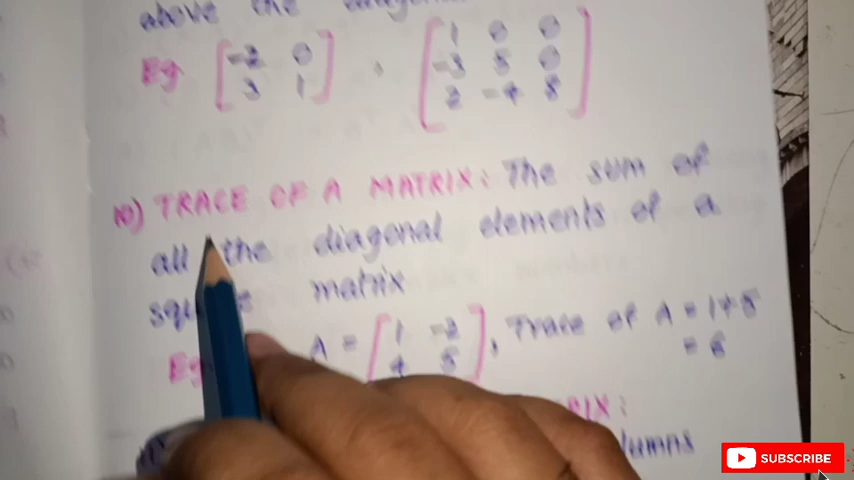 above the
Eg [-2 0 , [1 0 0
3 1] -3 5 0
2 -4 8]
10) TRACE OF A MATRIX: The sum of
all the diagonal elements of a
matrix
Eg A = [1 -2 , Trace of A = 1+5
4 5] = 6
lumns
SUBSCRIBE